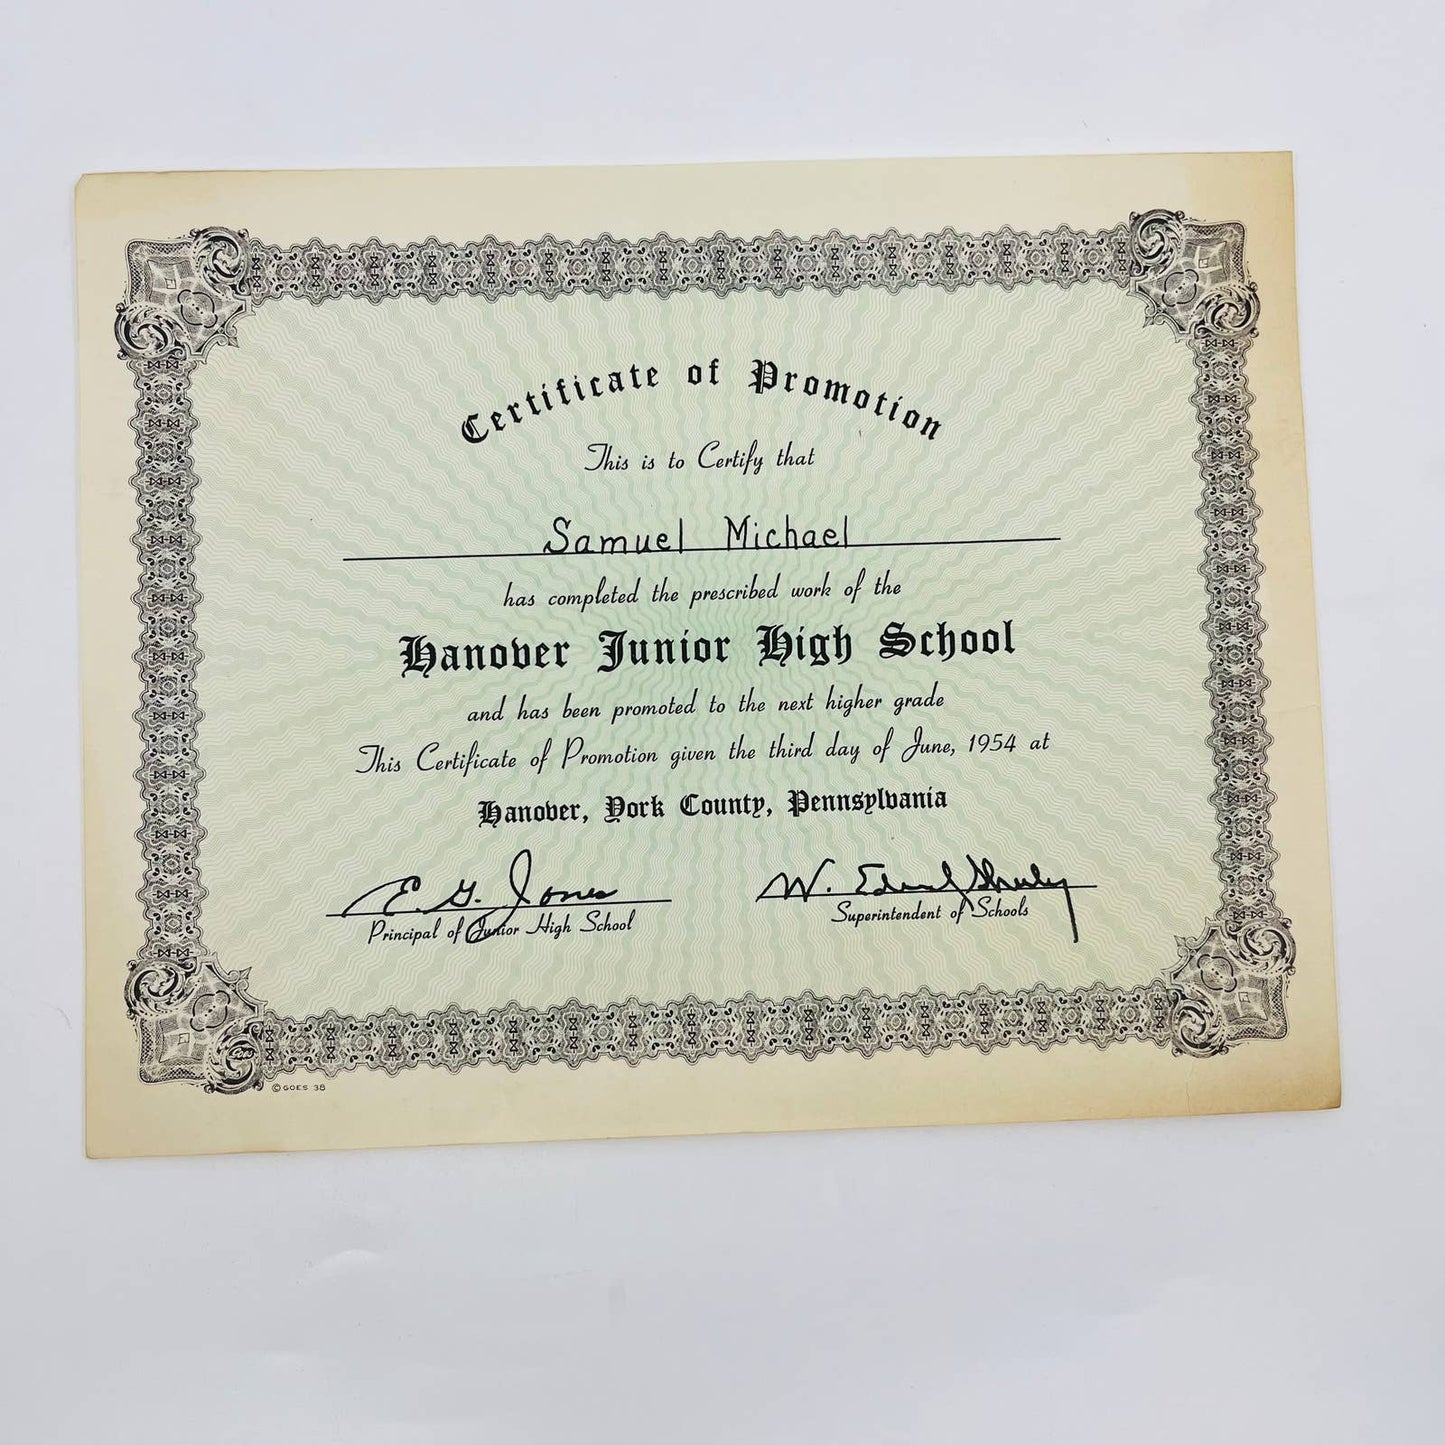 Certificate of Promotion
This is to Certify that
Samuel Michael
has completed the prescribed work of the
Hanover Junior High School
and has been promoted to the next higher grade
This Certificate of Promotion given the third day of June, 1954 at
Hanover, York County, Pennsylvania
E. G. Jones W. Edmund
Principal of Junior High School Superintendent of Schools
© GOES 38